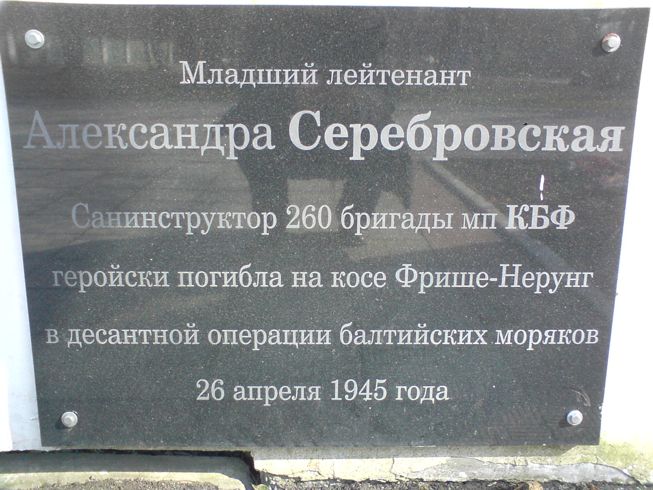 Младший лейтенант
Александра Серебровская
Санинструктор 260 бригады мп КБФ
геройски погибла на косе Фрише-Нерунг
в десантной операции балтийских моряков
26 апреля 1945 года